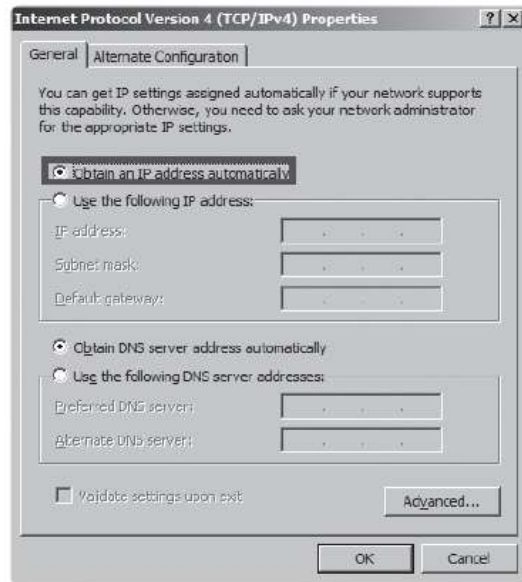 Internet Protocol Version 4 (TCP/IPv4) Properties
General
Alternate Configuration
You can get IP settings assigned automatically if your network supports
this capability. Otherwise, you need to ask your network administrator
for the appropriate IP settings.
Obtain an IP address automatically
Use the following IP address:
IP address:
Subnet mask:
Default gateway:
Obtain DNS server address automatically
Use the following DNS server addresses:
Preferred DNS server:
Alternate DNS server:
Validate settings upon exit
Advanced...
OK
Cancel